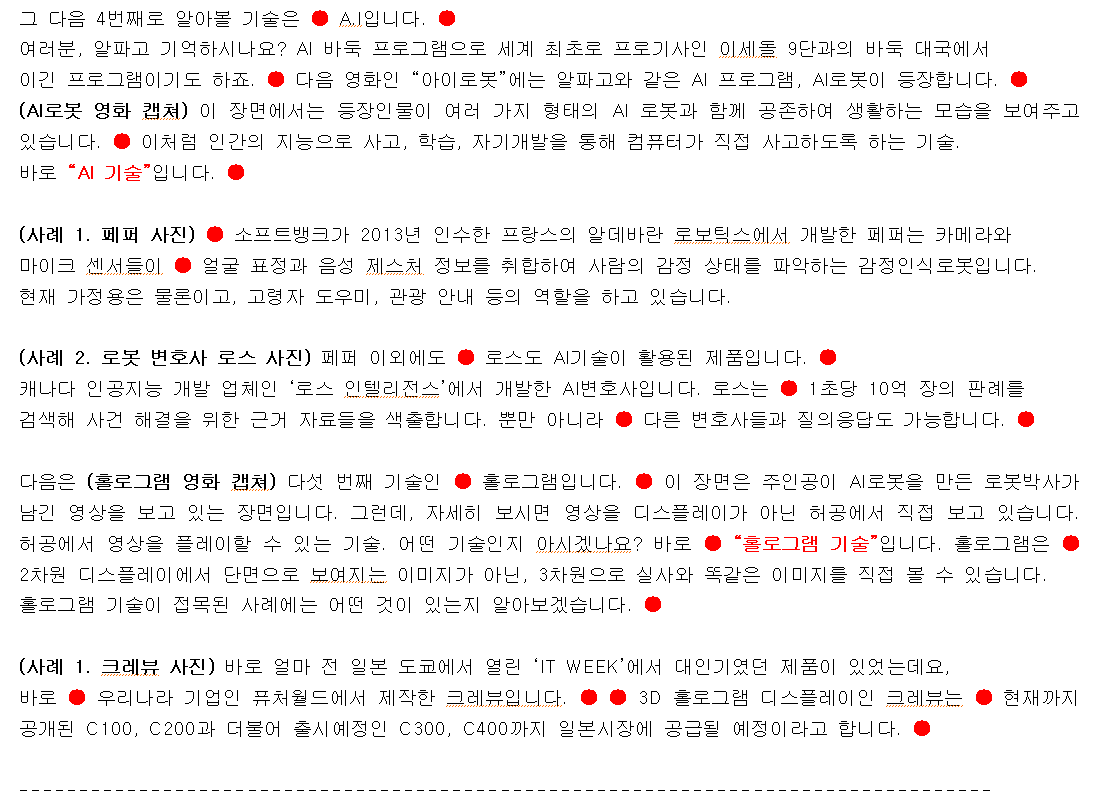 그 다음 4번째로 알아볼 기술은 ● A.I입니다. ●
여러분, 알파고 기억하시나요? AI 바둑 프로그램으로 세계 최초로 프로기사인 이세돌 9단과의 바둑 대국에서
이긴 프로그램이기도 하죠. ● 다음 영화인 “아이로봇”에는 알파고와 같은 AI 프로그램, AI로봇이 등장합니다. ●
(AI로봇 영화 캡쳐) 이 장면에서는 등장인물이 여러 가지 형태의 AI 로봇과 함께 공존하여 생활하는 모습을 보여주고
있습니다. ● 이처럼 인간의 지능으로 사고, 학습, 자기개발을 통해 컴퓨터가 직접 사고하도록 하는 기술.
바로 “AI 기술”입니다. ●
(사례 1. 페퍼 사진) ● 소프트뱅크가 2013년 인수한 프랑스의 알데바란 로보틱스에서 개발한 페퍼는 카메라와
마이크 센서들이 ● 얼굴 표정과 음성 제스처 정보를 취합하여 사람의 감정 상태를 파악하는 감정인식로봇입니다.
현재 가정용은 물론이고, 고령자 도우미, 관광 안내 등의 역할을 하고 있습니다.
(사례 2. 로봇 변호사 로스 사진) 페퍼 이외에도 ● 로스도 AI기술이 활용된 제품입니다. ●
캐나다 인공지능 개발 업체인 ‘로스 인텔리전스’에서 개발한 AI변호사입니다. 로스는 ● 1초당 10억 장의 판례를
검색해 사건 해결을 위한 근거 자료들을 색출합니다. 뿐만 아니라 ● 다른 변호사들과 질의응답도 가능합니다. ●
다음은 (홀로그램 영화 캡쳐) 다섯 번째 기술인 ● 홀로그램입니다. ● 이 장면은 주인공이 AI로봇을 만든 로봇박사가
남긴 영상을 보고 있는 장면입니다. 그런데, 자세히 보시면 영상을 디스플레이가 아닌 허공에서 직접 보고 있습니다.
허공에서 영상을 플레이할 수 있는 기술. 어떤 기술인지 아시겠나요? 바로 ● “홀로그램 기술”입니다. 홀로그램은 ●
2차원 디스플레이에서 단면으로 보여지는 이미지가 아닌, 3차원으로 실사와 똑같은 이미지를 직접 볼 수 있습니다.
홀로그램 기술이 접목된 사례에는 어떤 것이 있는지 알아보겠습니다. ●
(사례 1. 크레뷰 사진) 바로 얼마 전 일본 도쿄에서 열린 ‘IT WEEK’에서 대인기였던 제품이 있었는데요,
바로 ● 우리나라 기업인 퓨처월드에서 제작한 크레뷰입니다. ● ● 3D 홀로그램 디스플레이인 크레뷰는 ● 현재까지
공개된 C100, C200과 더불어 출시예정인 C300, C400까지 일본시장에 공급될 예정이라고 합니다. ●